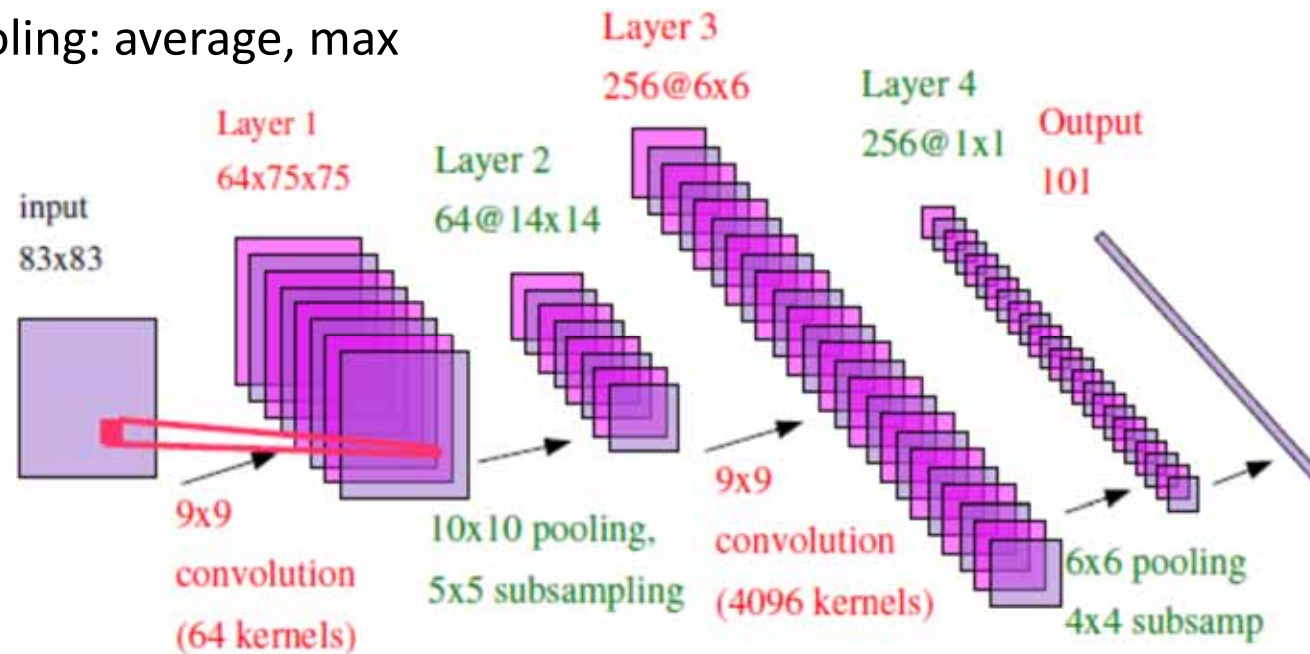 average, max
input
83x83
Layer 1
64x75x75
Layer 2
64@14x14
Layer 3
256@6x6
Layer 4
256@1x1
Output
101
9x9
convolution
(64 kernels)
10x10 pooling,
5x5 subsampling
9x9
convolution
(4096 kernels)
6x6 pooling
4x4 subsamp